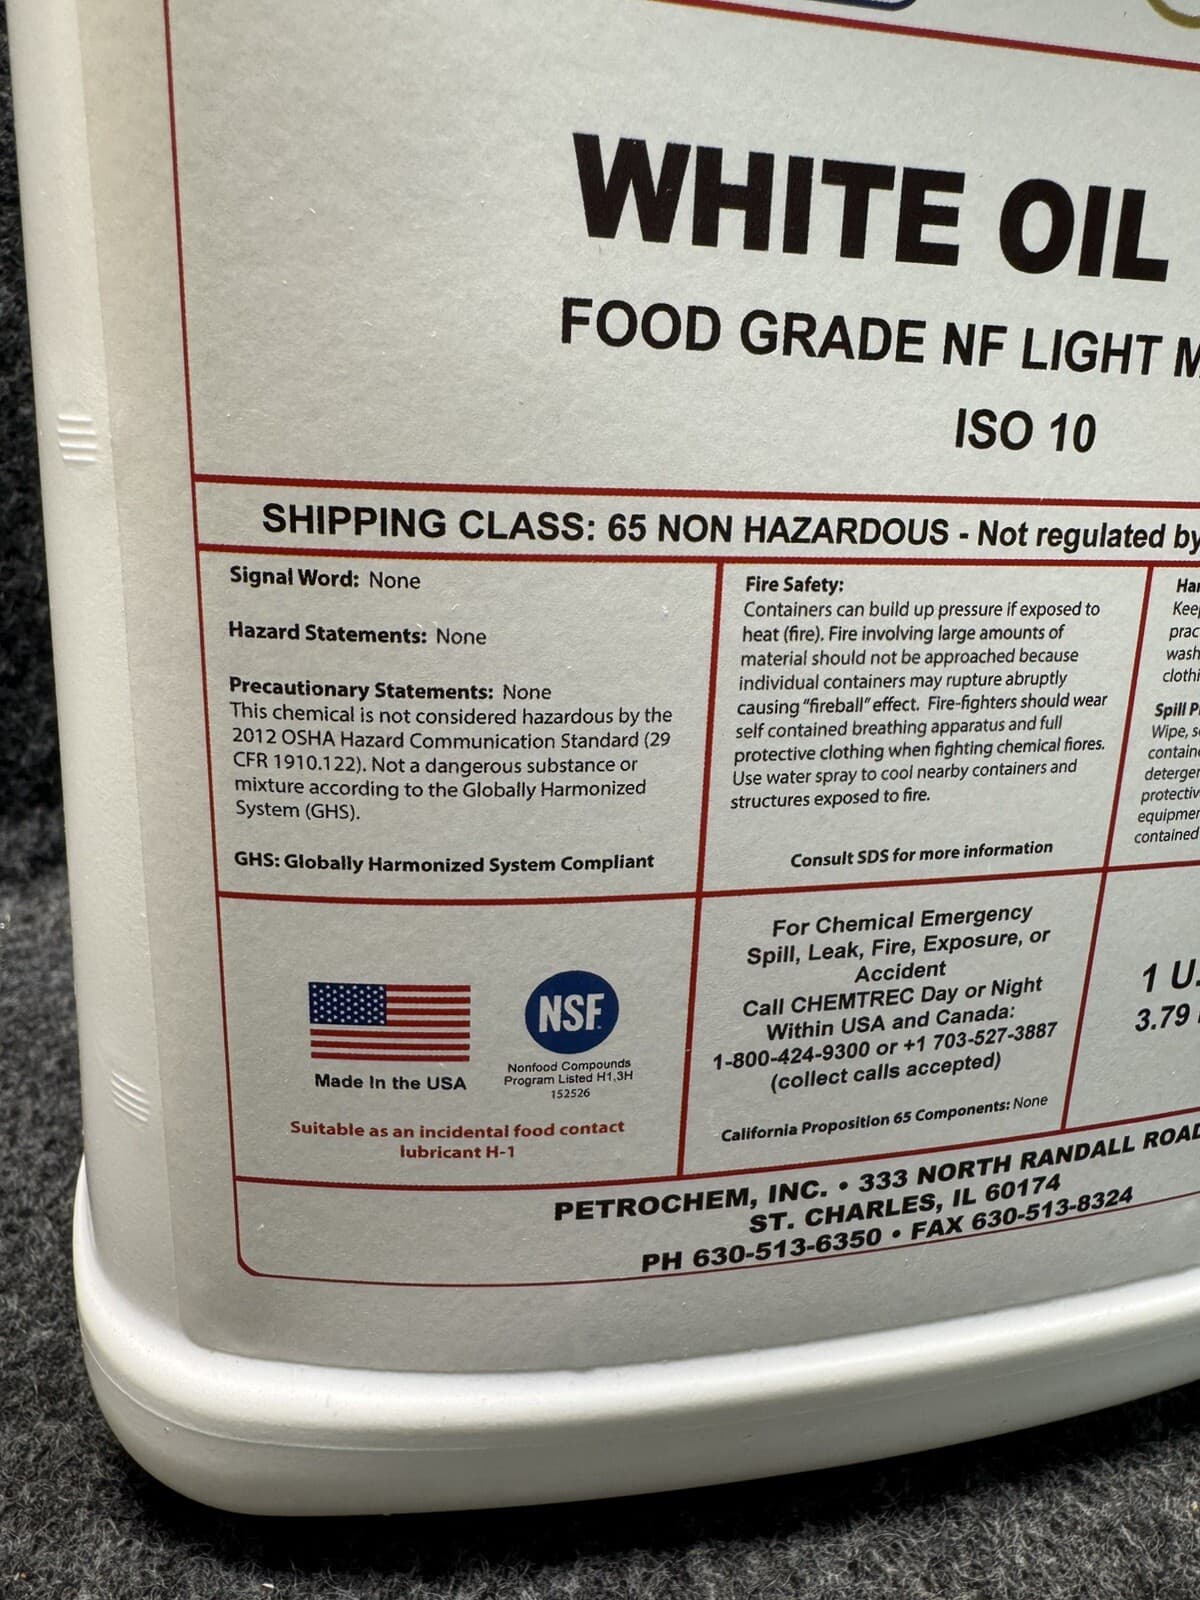 WHITE OIL
FOOD GRADE NF LIGHT
ISO 10
SHIPPING CLASS: 65 NON HAZARDOUS - Not regulated by
Signal Word: None
Hazard Statements: None
Precautionary Statements: None
This chemical is not considered hazardous by the
2012 OSHA Hazard Communication Standard (29
CFR 1910.122). Not a dangerous substance or
mixture according to the Globally Harmonized
System (GHS).
GHS: Globally Harmonized System Compliant
Fire Safety:
Containers can build up pressure if exposed to
heat (fire). Fire involving large amounts of
material should not be approached because
individual containers may rupture abruptly
causing "fireball" effect. Fire-fighters should wear
self contained breathing apparatus and full
protective clothing when fighting chemical fiores.
Use water spray to cool nearby containers and
structures exposed to fire.
Consult SDS for more information
Spill
Wipe,
contained
Made In the USA
NSF
Nonfood Compounds
Program Listed H1,3H
152526
Suitable as an incidental food contact
lubricant H-1
For Chemical Emergency
Spill, Leak, Fire, Exposure, or
Accident
Call CHEMTREC Day or Night
Within USA and Canada:
1-800-424-9300 or +1 703-527-3887
(collect calls accepted)
California Proposition 65 Components: None
1 U.
3.79
PETROCHEM, INC. • 333 NORTH RANDALL ROAD
ST. CHARLES, IL 60174
PH 630-513-6350 • FAX 630-513-8324